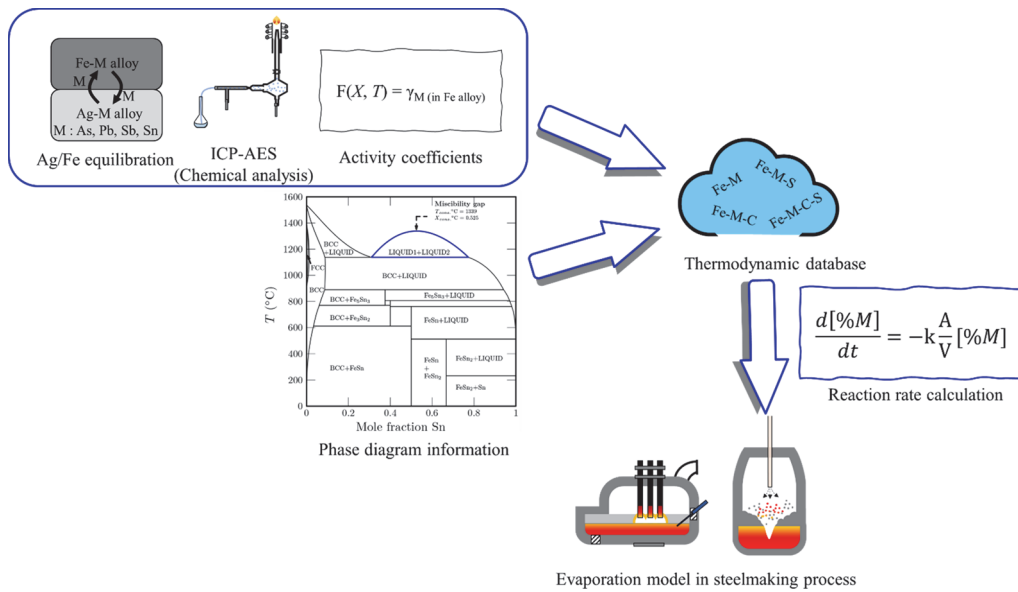 Fe-M alloy
M
M
Ag-M alloy
M : As, Pb, Sb, Sn
Ag/Fe equilibration
ICP-AES
(Chemical analysis)
F(X, T) = γM (in Fe alloy)
Activity coefficients
Miscibility gap
1600
1400
1200
1000
800
600
400
200
0
T (°C)
BCC
+LIQUID
LIQUID1+LIQUID2
FCC
BCC+LIQUID
BCC
BCC+Fe5Sn3
Fe5Sn3+LIQUID
BCC+Fe3Sn2
FeSn+LIQUID
BCC+FeSn
FeSn
+
FeSn2
FeSn2+LIQUID
FeSn2+Sn
0 0.2 0.4 0.6 0.8 1
Mole fraction Sn
Phase diagram information
Fe-M
Fe-M-S
Fe-M-C
Fe-M-C-S
Thermodynamic database
d[%M]/dt = −k A/V [%M]
Reaction rate calculation
Evaporation model in steelmaking process